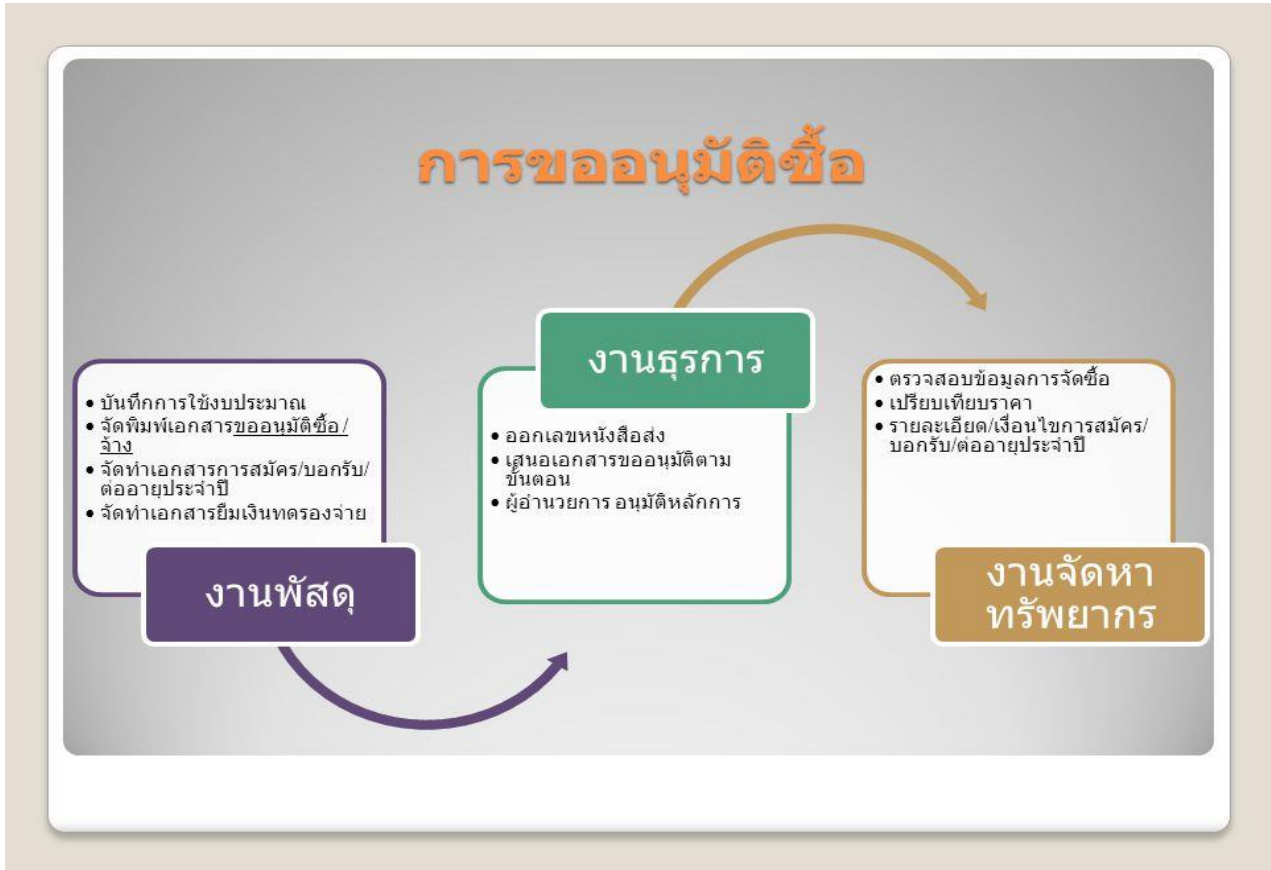 การขออนุมัติซื้อ
• บันทึกการใช้งบประมาณ
• จัดพิมพ์เอกสารขออนุมัติซื้อ/
จ้าง
• จัดทำเอกสารการสมัคร/บอกรับ/
ต่ออายุประจำปี
• จัดทำเอกสารยืมเงินทดรองจ่าย
งานพัสดุ
งานธุรการ
• ออกเลขหนังสือส่ง
• เสนอเอกสารขออนุมัติตาม
ขั้นตอน
• ผู้อำนวยการ อนุมัติหลักการ
• ตรวจสอบข้อมูลการจัดซื้อ
• เปรียบเทียบราคา
• รายละเอียด/เงื่อนไขการสมัคร/
บอกรับ/ต่ออายุประจำปี
งานจัดหา
ทรัพยากร